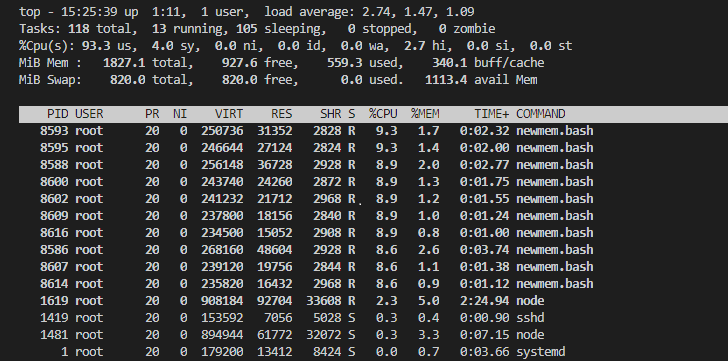 top - 15:25:39 up  1:11,  1 user,  load average: 2.74, 1.47, 1.09
Tasks: 118 total,  13 running, 105 sleeping,   0 stopped,   0 zombie
%Cpu(s): 93.3 us,  4.0 sy,  0.0 ni,  0.0 id,  0.0 wa,  2.7 hi,  0.0 si,  0.0 st
MiB Mem :   1827.1 total,    927.6 free,    559.3 used,    340.1 buff/cache
MiB Swap:    820.0 total,    820.0 free,      0.0 used.   1113.4 avail Mem
PID USER      PR  NI    VIRT    RES    SHR S  %CPU  %MEM     TIME+ COMMAND
8593 root      20   0  250736  31352   2828 R   9.3   1.7   0:02.32 newmem.bash
8595 root      20   0  246644  27124   2824 R   9.3   1.4   0:02.00 newmem.bash
8588 root      20   0  256148  36728   2928 R   8.9   2.0   0:02.77 newmem.bash
8600 root      20   0  243740  24260   2872 R   8.9   1.3   0:01.75 newmem.bash
8602 root      20   0  241232  21712   2968 R   8.9   1.2   0:01.55 newmem.bash
8609 root      20   0  237800  18156   2840 R   8.9   1.0   0:01.24 newmem.bash
8616 root      20   0  234500  15052   2908 R   8.9   0.8   0:01.00 newmem.bash
8586 root      20   0  268160  48604   2928 R   8.6   2.6   0:03.74 newmem.bash
8607 root      20   0  239120  19756   2844 R   8.6   1.1   0:01.38 newmem.bash
8614 root      20   0  235820  16432   2968 R   8.6   0.9   0:01.12 newmem.bash
1619 root      20   0  908184  92704  33608 R   2.3   5.0   2:24.94 node
1419 root      20   0  153592   7056   5028 S   0.3   0.4   0:00.90 sshd
1481 root      20   0  894944  61772  32072 S   0.3   3.3   0:07.15 node
1 root      20   0  179200  13412   8424 S   0.0   0.7   0:03.66 systemd